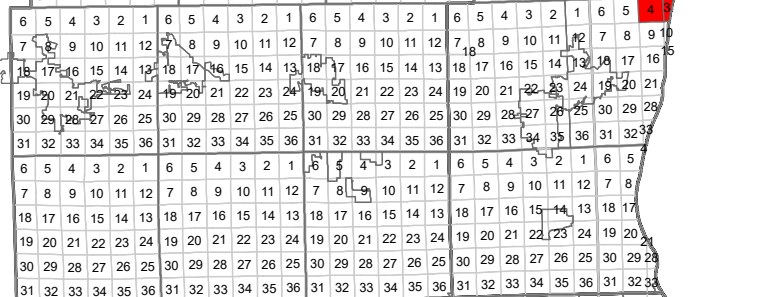 6 5 4 3 2 1 6 5 4 3 2 1 6 5 4 3 2 1 6 5 4 3 2 1 6 5 4 3
7 8 9 10 11 12 7 8 9 10 11 12 7 8 9 10 11 12 7 8 9 10 11 12 7 8 9 10
18 17 16 15 14 13 18 17 16 15 14 13 18 17 16 15 14 13 18 18 17 16 15 14 13 18 17 16 15
19 20 21 22 23 24 19 20 21 22 23 24 19 20 21 22 23 24 19 20 21 22 23 24 19 20 21
30 29 28 27 26 25 30 29 28 27 26 25 30 29 28 27 26 25 30 29 28 27 26 25 30 29 28
31 32 33 34 35 36 31 32 33 34 35 36 31 32 33 34 35 36 31 32 33 34 35 36 31 32 33
6 5 4 3 2 1 6 5 4 3 2 1 6 5 4 3 2 1 6 5 4 3 2 1 6 5 4
7 8 9 10 11 12 7 8 9 10 11 12 7 8 9 10 11 12 7 8 9 10 11 12 7 8
18 17 16 15 14 13 18 17 16 15 14 13 18 17 16 15 14 13 18 17 16 15 14 13 18 17
19 20 21 22 23 24 19 20 21 22 23 24 19 20 21 22 23 24 19 20 21 22 23 24 19 20 21
30 29 28 27 26 25 30 29 28 27 26 25 30 29 28 27 26 25 30 29 28 27 26 25 30 29 28
31 32 33 34 35 36 31 32 33 34 35 36 31 32 33 34 35 36 31 32 33 34 35 36 31 32 33